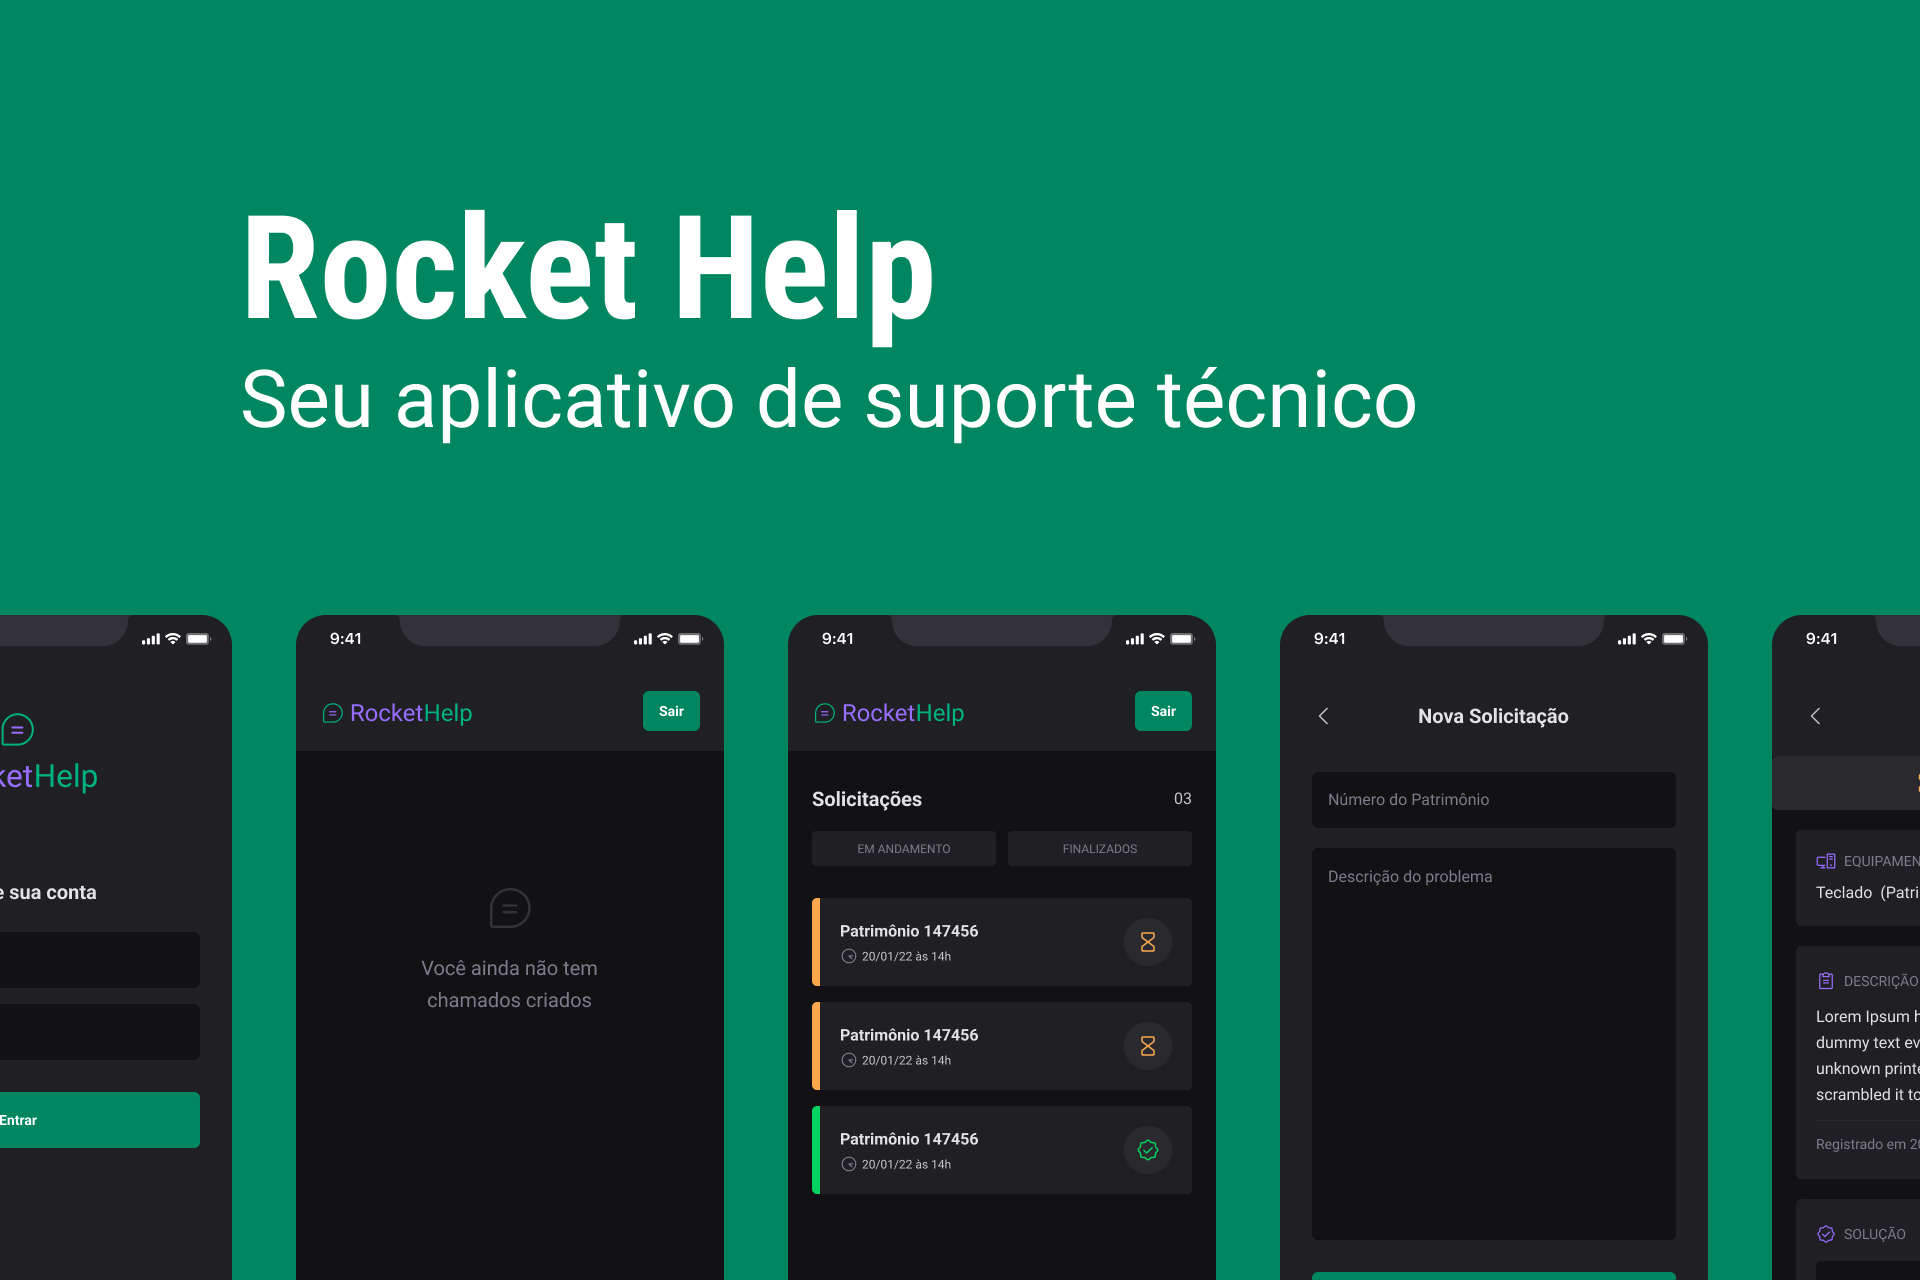 Rocket Help
Seu aplicativo de suporte técnico
ketHelp
e sua conta
Entrar
9:41
RocketHelp
Sair
Você ainda não tem
chamados criados
9:41
RocketHelp
Sair
Solicitações
03
EM ANDAMENTO
FINALIZADOS
Patrimônio 147456
20/01/22 às 14h
Patrimônio 147456
20/01/22 às 14h
Patrimônio 147456
20/01/22 às 14h
9:41
Nova Solicitação
Número do Patrimônio
Descrição do problema
9:41
EQUIPAMEN
Teclado (Patri
DESCRIÇÃO
Lorem Ipsum h
dummy text ev
unknown printe
scrambled it to
Registrado em 20
SOLUÇÃO